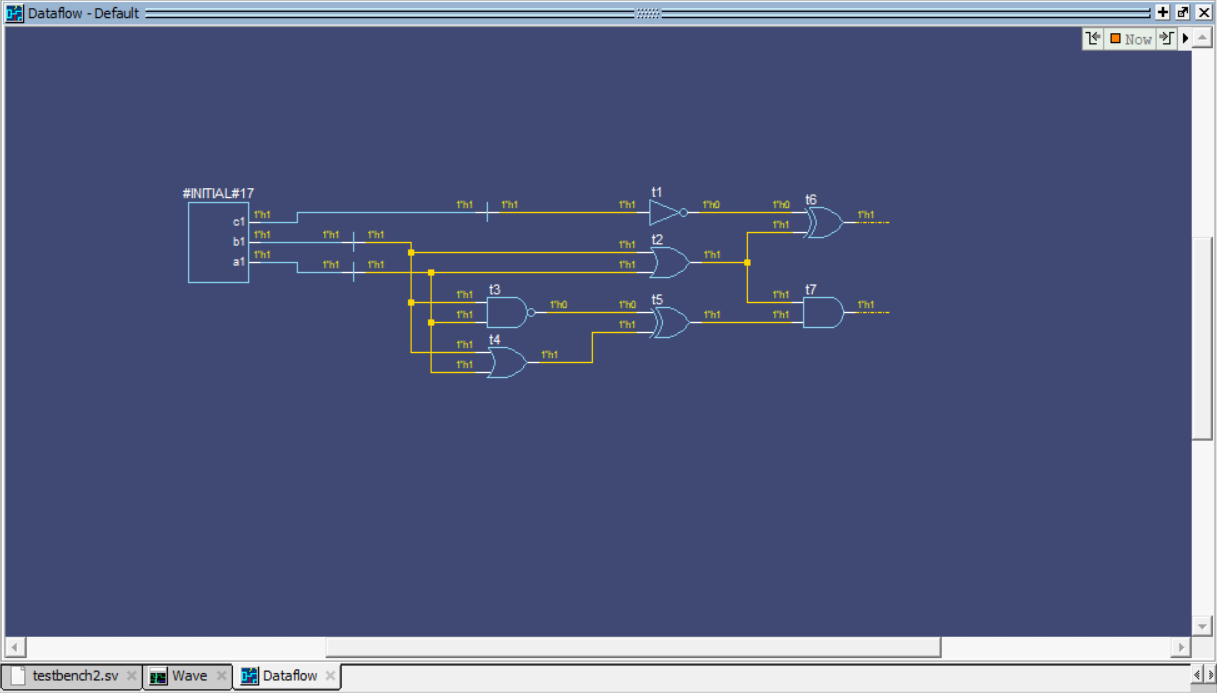 Dataflow - Default
Now
#INITIAL#17
t1
t6
1'h1 1'h1 1'h1 1'h0 1'h0
c1 1'h1 1'h1
b1 1'h1 1'h1 1'h1 t2 1'h1
1'h1
a1 1'h1 1'h1 1'h1 1'h1 1'h1
t3 t7
1'h1 t5 1'h1
1'h0 1'h0 1'h1
1'h1 1'h1 1'h1 1'h1
t4
1'h1 1'h1
1'h1
testbench2.sv Wave Dataflow